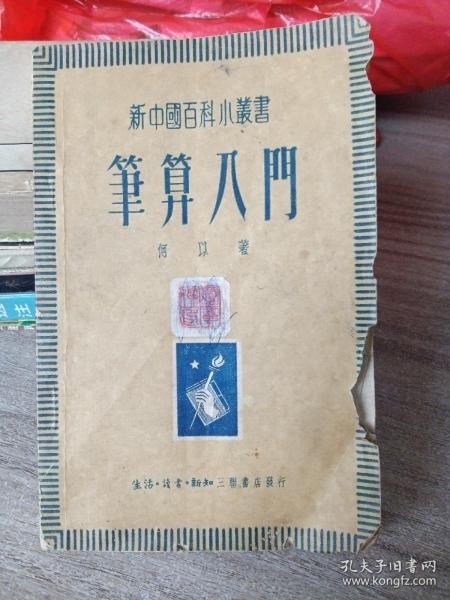 新中國百科小叢書
筆算入門
何以著
生活·讀書·新知三聯書店發行
孔夫子旧书网
www.kongfz.com